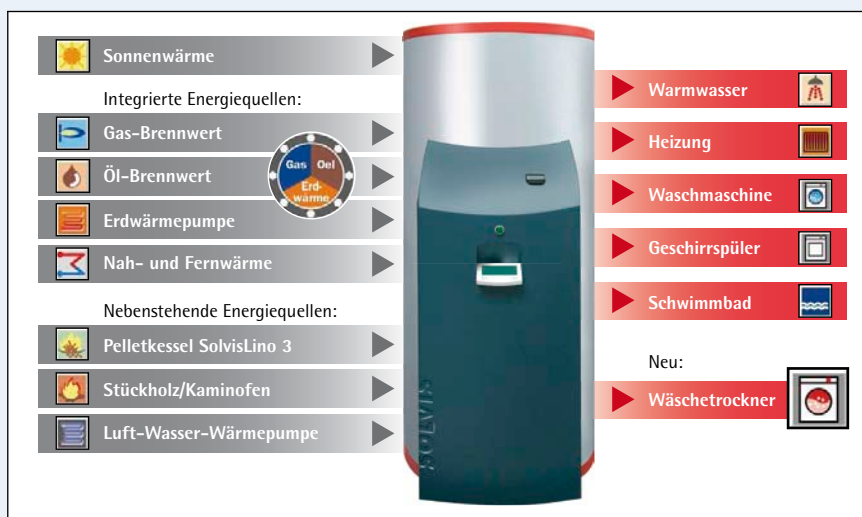 Sonnenwärme
Integrierte Energiequellen:
Gas-Brennwert
Öl-Brennwert
Erdwärmepumpe
Nah- und Fernwärme
Nebenstehende Energiequellen:
Pelletkessel SolvisLino 3
Stückholz/Kaminofen
Luft-Wasser-Wärmepumpe
Gas Oel
Erd-
wärme
SOLVIS
Warmwasser
Heizung
Waschmaschine
Geschirrspüler
Schwimmbad
Neu:
Wäschetrockner